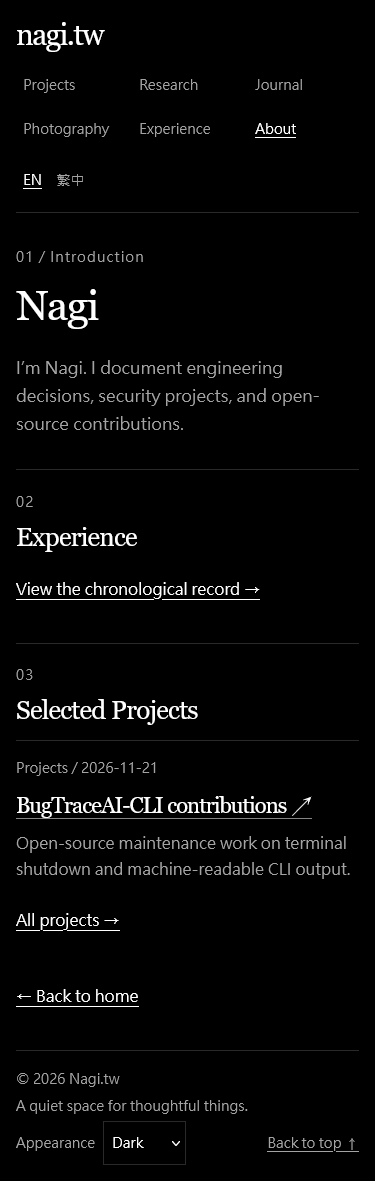 nagi.tw
Projects Research Journal
Photography Experience About
EN 繁中
01 / Introduction
Nagi
I’m Nagi. I document engineering
decisions, security projects, and open-
source contributions.
02
Experience
View the chronological record →
03
Selected Projects
Projects / 2026-11-21
BugTraceAI-CLI contributions ↗
Open-source maintenance work on terminal
shutdown and machine-readable CLI output.
All projects →
← Back to home
© 2026 Nagi.tw
A quiet space for thoughtful things.
Appearance Dark Back to top ↑